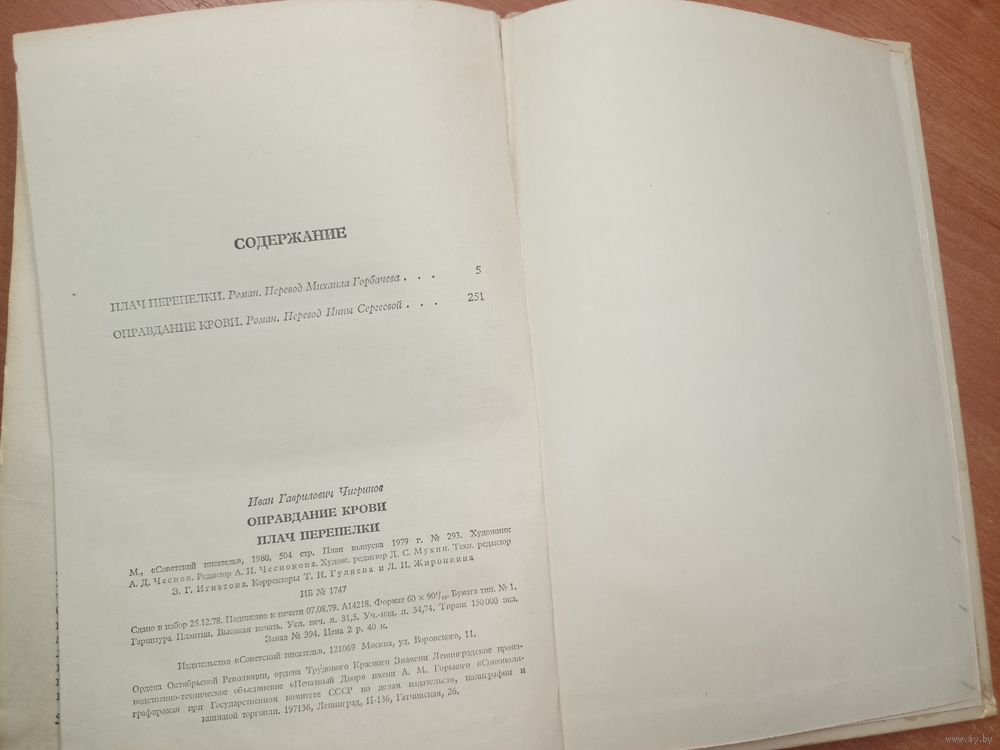 СОДЕРЖАНИЕ
ПЛАЧ ПЕРЕПЕЛКИ. Роман. Перевод Михаила Горбачева . . . 5
ОПРАВДАНИЕ КРОВИ. Роман. Перевод Инны Сергеевой . . . 251
Иван Гаврилович Чигринов
ОПРАВДАНИЕ КРОВИ
ПЛАЧ ПЕРЕПЕЛКИ
М., «Советский писатель», 1980, 504 стр. План выпуска 1979 г. № 293. Художник
А. Д. Чеснов. Редактор А. И. Чеснокова. Худож. редактор Д. С. Мухин. Техн. редактор
З. Г. Игнатова. Корректоры Т. Н. Гуляева и Л. И. Жиронкина
ИБ № 1747
Сдано в набор 25.12.78. Подписано к печати 07.08.79. А14218. Формат 60 × 90 1/16. Бумага тип. № 1.
Гарнитура Плантин. Высокая печать. Усл. печ. л. 31,5. Уч.-изд. л. 34,74. Тираж 150 000 экз.
Заказ № 394. Цена 2 р. 40 к.
Издательство «Советский писатель». 121069 Москва, ул. Воровского, 11.
Ордена Октябрьской Революции, ордена Трудового Красного Знамени Ленинградское произ-
водственно-техническое объединение «Печатный Двор» имени А. М. Горького «Союзполи-
графпрома» при Государственном комитете СССР по делам издательств, полиграфии и
книжной торговли. 197136, Ленинград, П-136, Гатчинская, 26.
www.ay.by